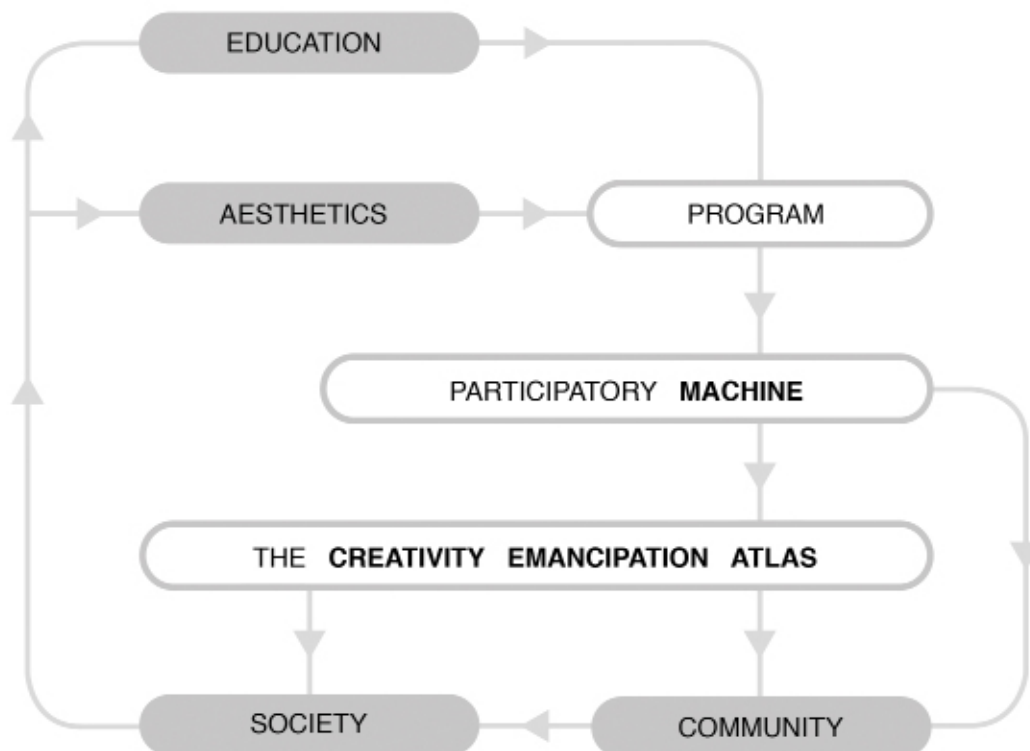 EDUCATION
AESTHETICS
PROGRAM
PARTICIPATORY MACHINE
THE CREATIVITY EMANCIPATION ATLAS
SOCIETY
COMMUNITY